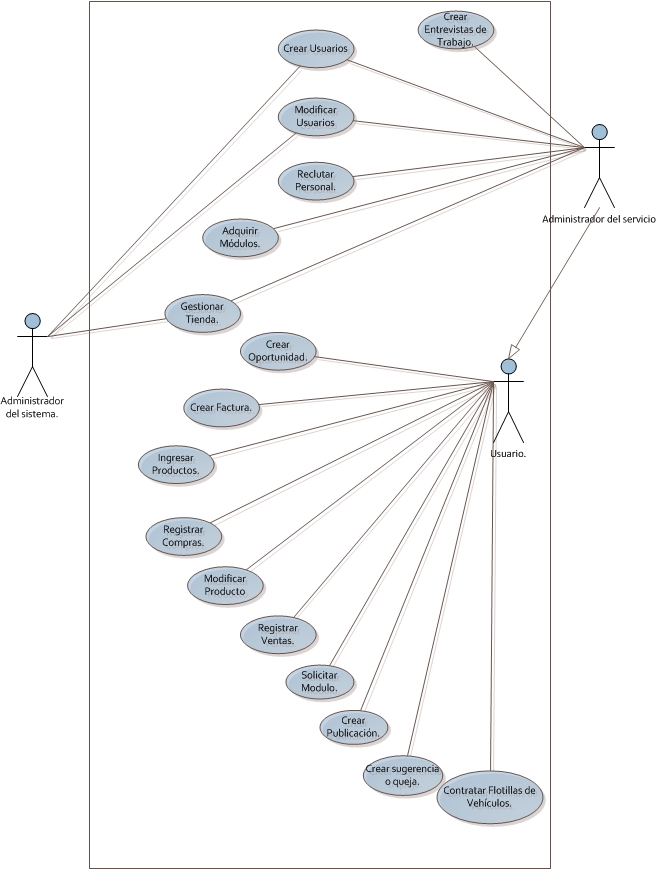 Crear
Entrevistas de
Trabajo.
Crear Usuarios
Modificar
Usuarios
Reclutar
Personal.
Administrador del servicio
Adquirir
Módulos.
Gestionar
Tienda.
Crear
Oportunidad.
Administrador
del sistema.
Crear Factura.
Usuario.
Ingresar
Productos.
Registrar
Compras.
Modificar
Producto
Registrar
Ventas.
Solicitar
Modulo.
Crear
Publicación.
Crear sugerencia
o queja.
Contratar Flotillas de
Vehículos.